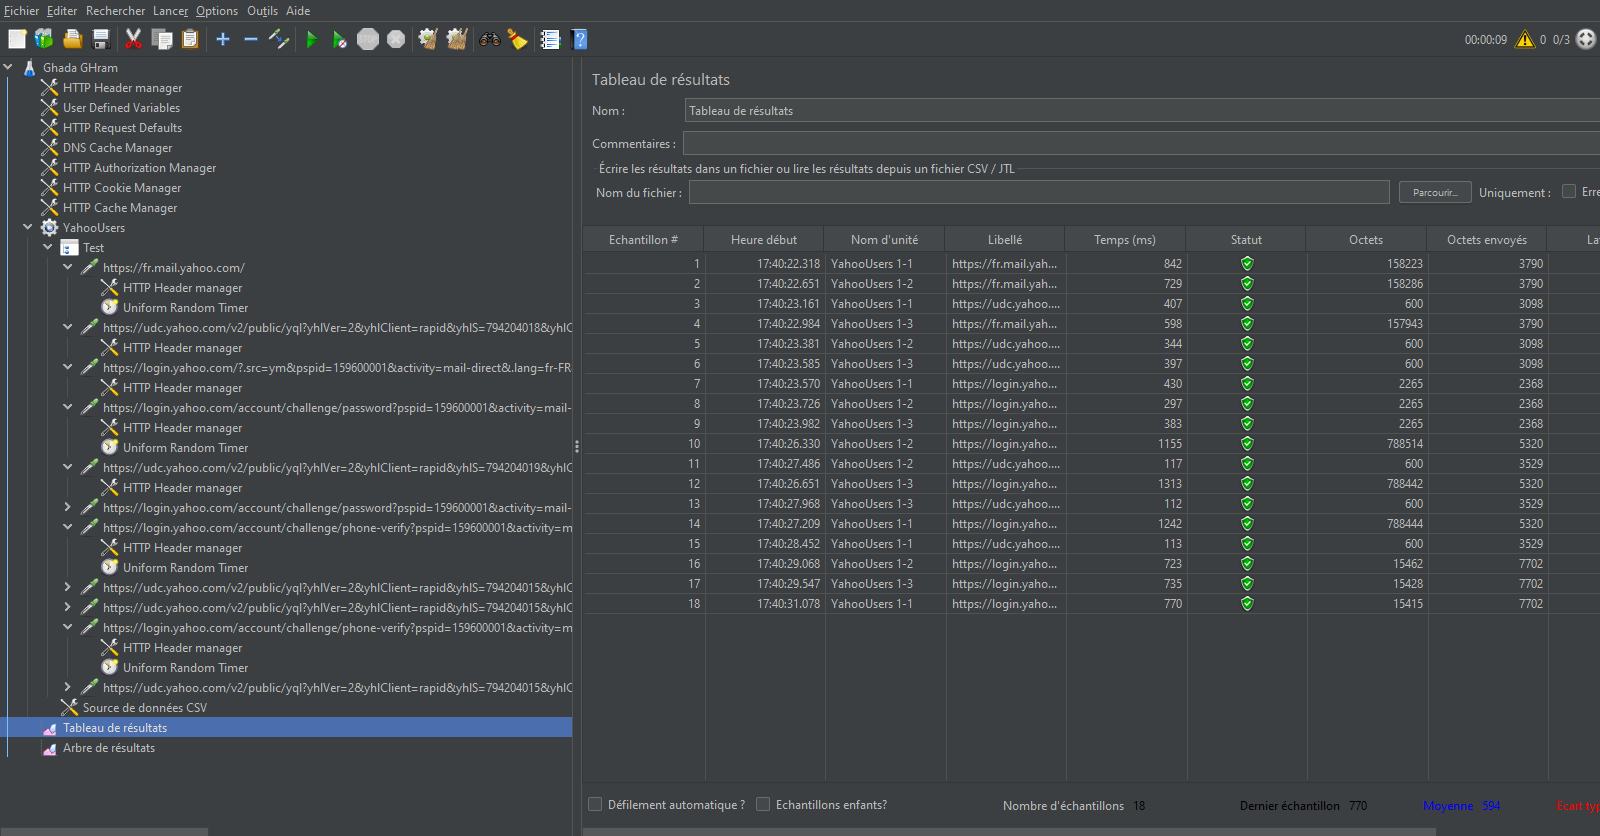 Fichier Editer Rechercher Lancer Options Outils Aide
00:00:09 0 0/3
Ghada GHram
HTTP Header manager
User Defined Variables
HTTP Request Defaults
DNS Cache Manager
HTTP Authorization Manager
HTTP Cookie Manager
HTTP Cache Manager
YahooUsers
Test
https://fr.mail.yahoo.com/
HTTP Header manager
Uniform Random Timer
https://udc.yahoo.com/v2/public/yql?yhlVer=2&yhlClient=rapid&yhlS=794204018&yhlC
HTTP Header manager
https://login.yahoo.com/?.src=ym&pspid=159600001&activity=mail-direct&.lang=fr-FR
HTTP Header manager
https://login.yahoo.com/account/challenge/password?pspid=159600001&activity=mail-
HTTP Header manager
Uniform Random Timer
https://udc.yahoo.com/v2/public/yql?yhlVer=2&yhlClient=rapid&yhlS=794204019&yhlC
HTTP Header manager
https://login.yahoo.com/account/challenge/password?pspid=159600001&activity=mail-
https://login.yahoo.com/account/challenge/phone-verify?pspid=159600001&activity=m
HTTP Header manager
Uniform Random Timer
https://udc.yahoo.com/v2/public/yql?yhlVer=2&yhlClient=rapid&yhlS=794204015&yhlC
https://udc.yahoo.com/v2/public/yql?yhlVer=2&yhlClient=rapid&yhlS=794204015&yhlC
https://login.yahoo.com/account/challenge/phone-verify?pspid=159600001&activity=m
HTTP Header manager
Uniform Random Timer
https://udc.yahoo.com/v2/public/yql?yhlVer=2&yhlClient=rapid&yhlS=794204015&yhlC
Source de données CSV
Tableau de résultats
Arbre de résultats
Tableau de résultats
Nom : Tableau de résultats
Commentaires :
Écrire les résultats dans un fichier ou lire les résultats depuis un fichier CSV / JTL
Nom du fichier : Parcourir... Uniquement : Erre
Echantillon # Heure début Nom d'unité Libellé Temps (ms) Statut Octets Octets envoyés La
1 17:40:22.318 YahooUsers 1-1 https://fr.mail.yah... 842 158223 3790
2 17:40:22.651 YahooUsers 1-2 https://fr.mail.yah... 729 158286 3790
3 17:40:23.161 YahooUsers 1-1 https://udc.yahoo.... 407 600 3098
4 17:40:22.984 YahooUsers 1-3 https://fr.mail.yah... 598 157943 3790
5 17:40:23.381 YahooUsers 1-2 https://udc.yahoo.... 344 600 3098
6 17:40:23.585 YahooUsers 1-3 https://udc.yahoo.... 397 600 3098
7 17:40:23.570 YahooUsers 1-1 https://login.yaho... 430 2265 2368
8 17:40:23.726 YahooUsers 1-2 https://login.yaho... 297 2265 2368
9 17:40:23.982 YahooUsers 1-3 https://login.yaho... 383 2265 2368
10 17:40:26.330 YahooUsers 1-2 https://login.yaho... 1155 788514 5320
11 17:40:27.486 YahooUsers 1-2 https://udc.yahoo.... 117 600 3529
12 17:40:26.651 YahooUsers 1-3 https://login.yaho... 1313 788442 5320
13 17:40:27.968 YahooUsers 1-3 https://udc.yahoo.... 112 600 3529
14 17:40:27.209 YahooUsers 1-1 https://login.yaho... 1242 788444 5320
15 17:40:28.452 YahooUsers 1-1 https://udc.yahoo.... 113 600 3529
16 17:40:29.068 YahooUsers 1-2 https://login.yaho... 723 15462 7702
17 17:40:29.547 YahooUsers 1-3 https://login.yaho... 735 15428 7702
18 17:40:31.078 YahooUsers 1-1 https://login.yaho... 770 15415 7702
Défilement automatique ? Echantillons enfants? Nombre d'échantillons 18 Dernier échantillon 770 Moyenne 594 Ecart typ